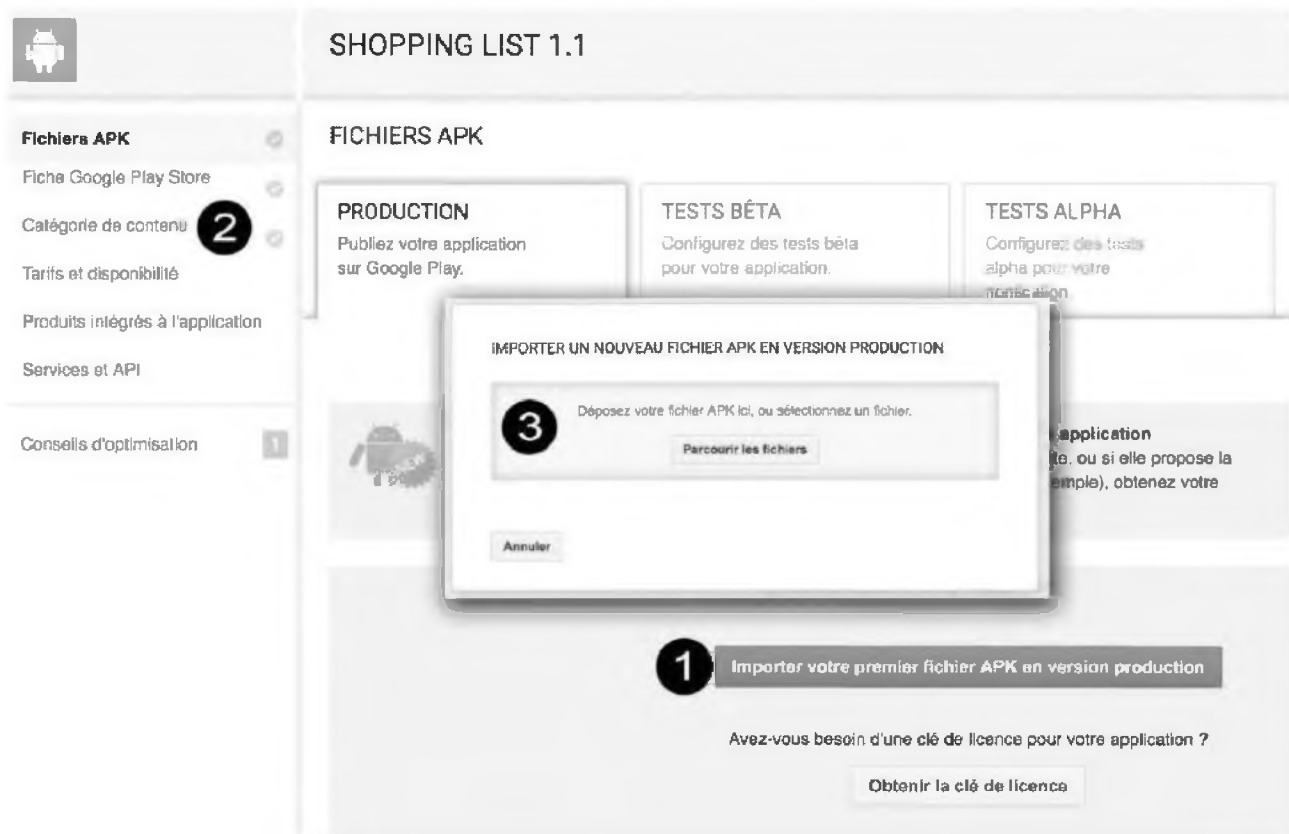 SHOPPING LIST 1.1
Fichiers APK
Fiche Google Play Store
Catégorie de contenu
2
Tarifs et disponibilité
Produits intégrés à l'application
Services et API
Conseils d'optimisation
1
FICHIERS APK
PRODUCTION
Publiez votre application
sur Google Play.
TESTS BÊTA
Configurez des tests bêta
pour votre application.
TESTS ALPHA
Configurez des tests
alpha pour votre
IMPORTER UN NOUVEAU FICHIER APK EN VERSION PRODUCTION
3
Déposez votre fichier APK ici, ou sélectionnez un fichier.
Parcourir les fichiers
Annuler
application
te, ou si elle propose la
emple), obtenez votre
1
Importer votre premier fichier APK en version production
Avez-vous besoin d'une clé de licence pour votre application ?
Obtenir la clé de licence